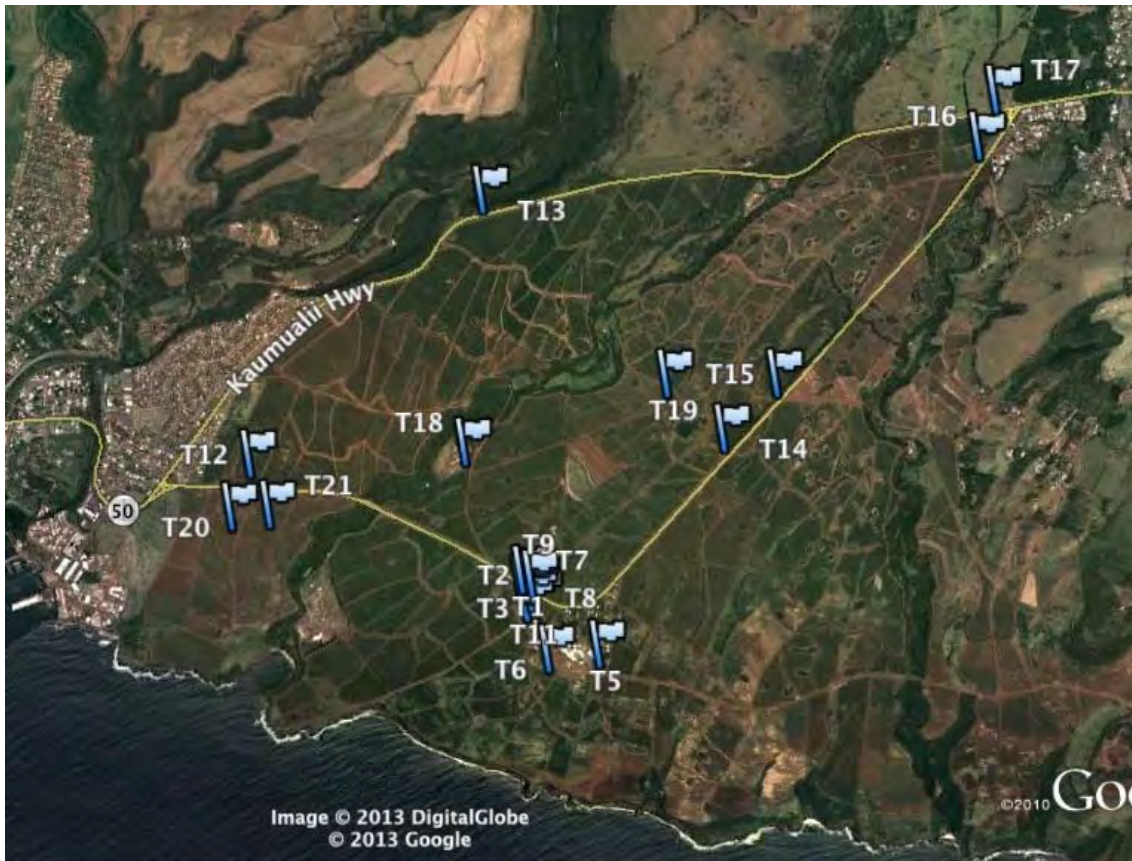 T17
T16
T13
Kaumualii Hwy
T15
T19
T18
T14
T12
T21
50
T20
T9
T7
T2
T3
T1
T8
T11
T6
T5
©2010 Goo
Image © 2013 DigitalGlobe
© 2013 Google